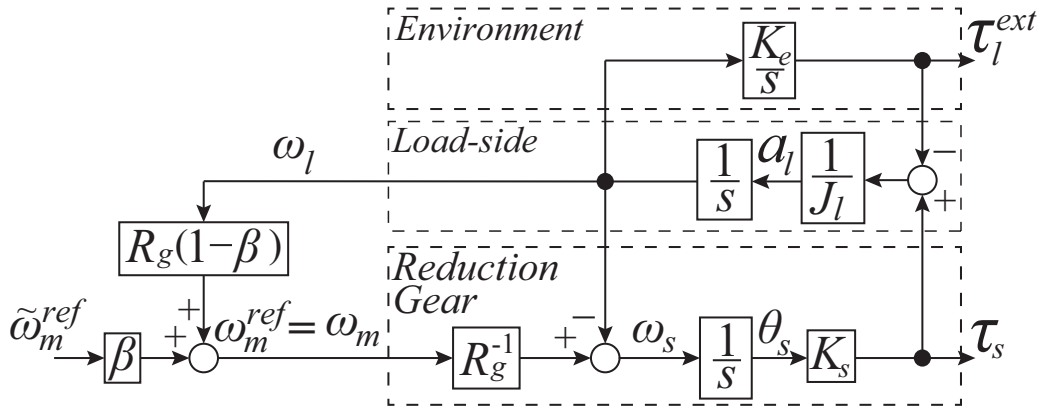 Environment
K_e
s
τ_l^{ext}
Load-side
ω_l
1
s
a_l
1
J_l
−
+
R_g(1−β)
Reduction
Gear
ω̃_m^{ref}
β
+
+
ω_m^{ref} = ω_m
R_g^{-1}
+
−
ω_s
1
s
θ_s
K_s
τ_s